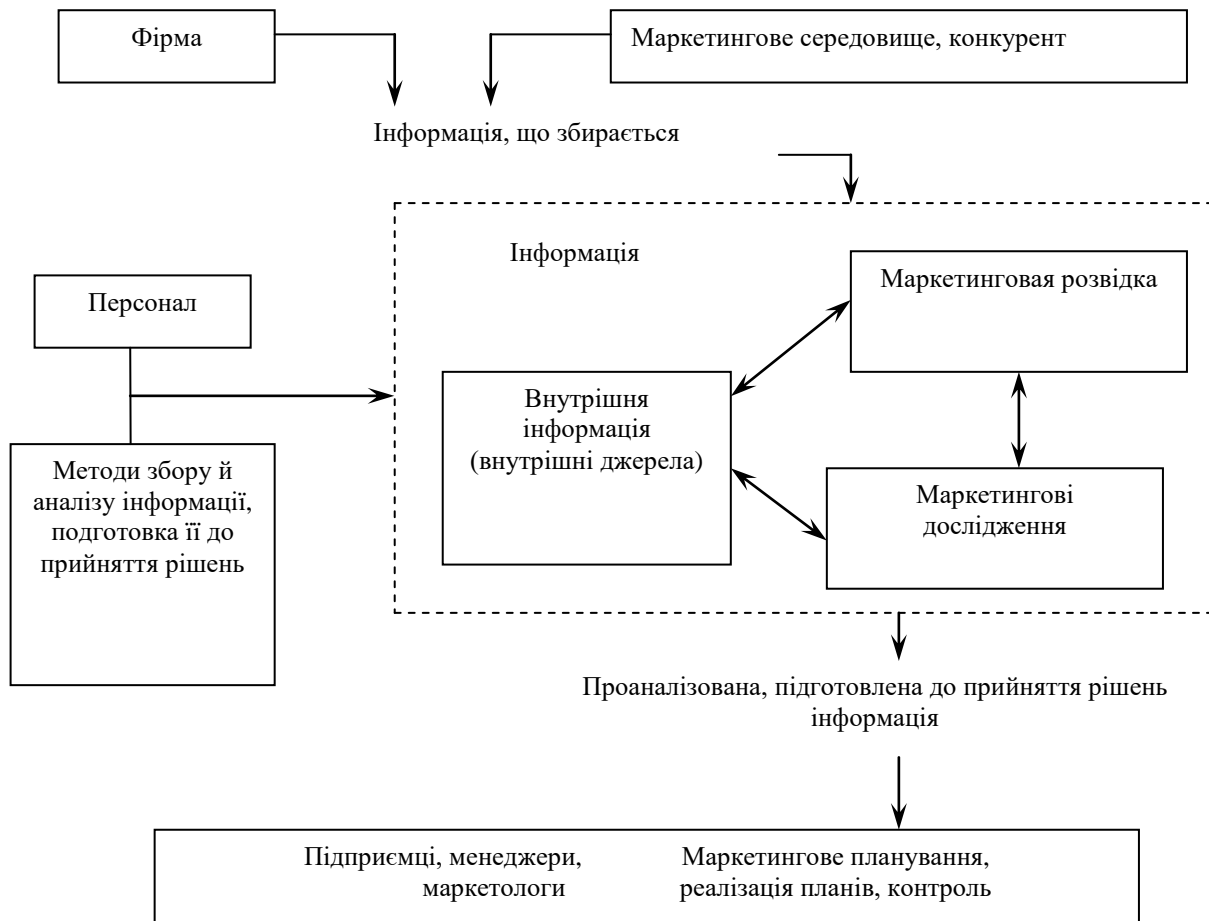 Фірма
Маркетингове середовище, конкурент
Інформація, що збирається
Інформація
Маркетинговая розвідка
Персонал
Внутрішня
інформація
(внутрішні джерела)
Методи збору й
аналізу інформації,
подготовка її до
прийняття рішень
Маркетингові
дослідження
Проаналізована, підготовлена до прийняття рішень
інформація
Підприємці, менеджери,
маркетологи
Маркетингове планування,
реалізація планів, контроль